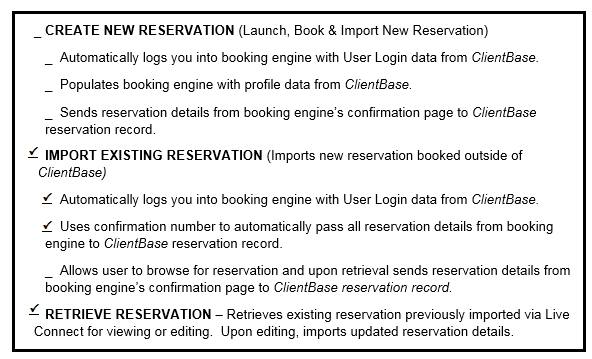 _ CREATE NEW RESERVATION (Launch, Book & Import New Reservation)
_ Automatically logs you into booking engine with User Login data from ClientBase.
_ Populates booking engine with profile data from ClientBase.
_ Sends reservation details from booking engine's confirmation page to ClientBase
reservation record.
✓ IMPORT EXISTING RESERVATION (Imports new reservation booked outside of
ClientBase)
✓ Automatically logs you into booking engine with User Login data from ClientBase.
✓ Uses confirmation number to automatically pass all reservation details from booking
engine to ClientBase reservation record.
_ Allows user to browse for reservation and upon retrieval sends reservation details from
booking engine's confirmation page to ClientBase reservation record.
✓ RETRIEVE RESERVATION – Retrieves existing reservation previously imported via Live
Connect for viewing or editing.  Upon editing, imports updated reservation details.